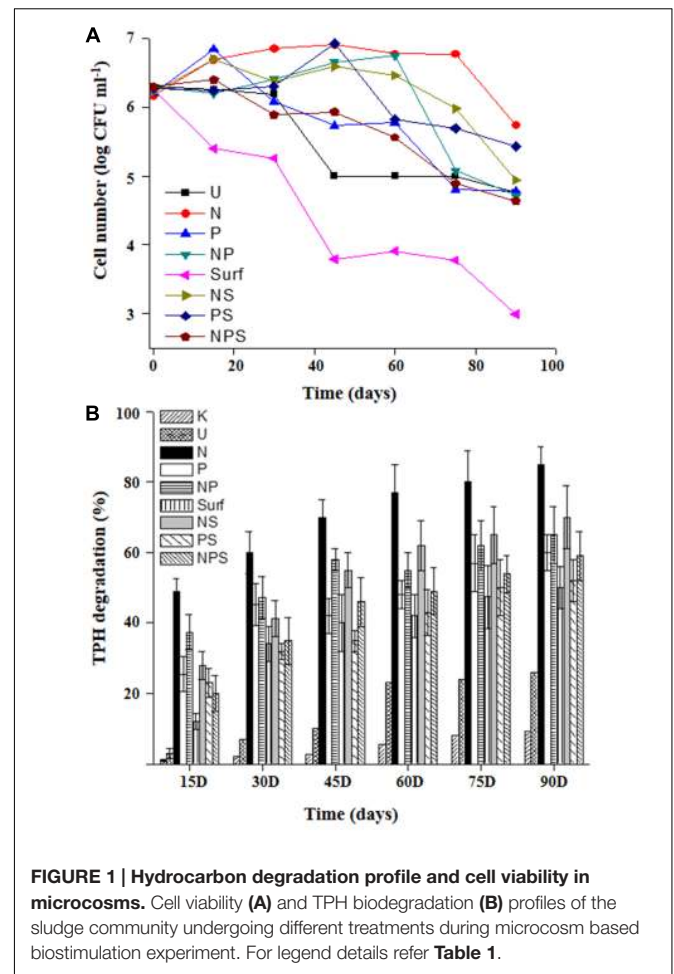 A
Cell number (log CFU ml-1)
7
6
5
4
3
U
N
P
NP
Surf
NS
PS
NPS
0 20 40 60 80 100
Time (days)
B
TPH degradation (%)
100
80
60
40
20
K
U
N
P
NP
Surf
NS
PS
NPS
15D 30D 45D 60D 75D 90D
Time (days)
FIGURE 1 | Hydrocarbon degradation profile and cell viability in
microcosms. Cell viability (A) and TPH biodegradation (B) profiles of the
sludge community undergoing different treatments during microcosm based
biostimulation experiment. For legend details refer Table 1.